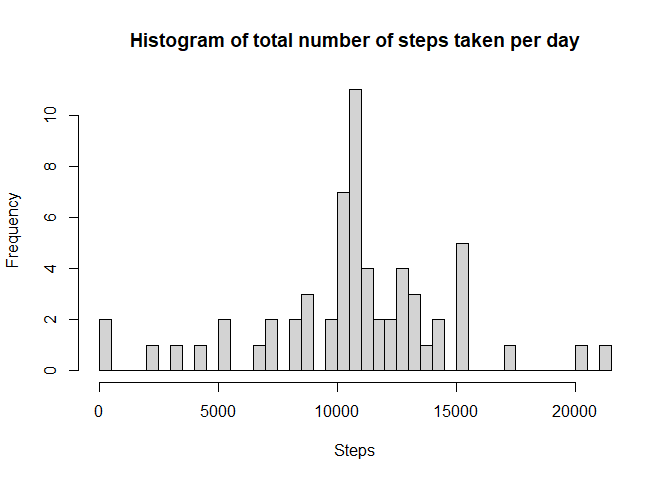 Histogram of total number of steps taken per day
Frequency
10
8
6
4
2
0
0 5000 10000 15000 20000
Steps